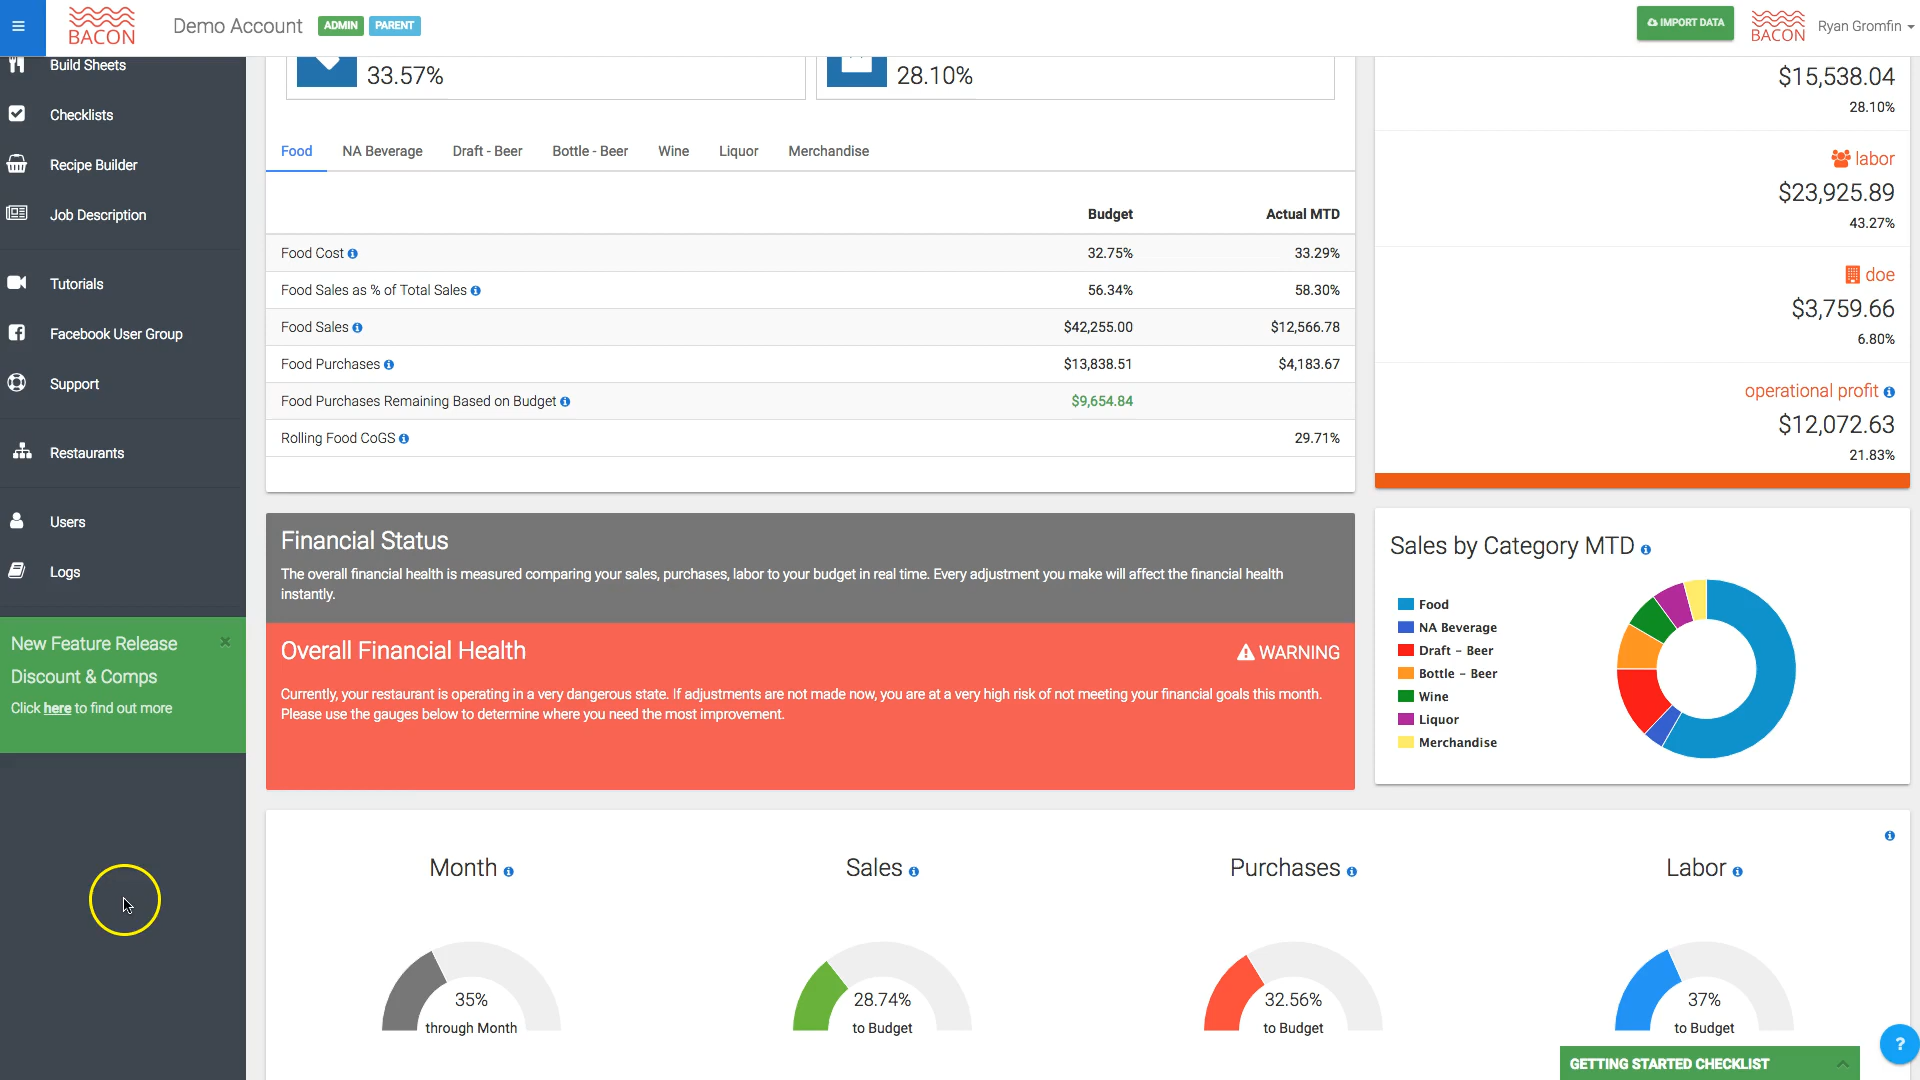 BACON
Demo Account
ADMIN
PARENT
IMPORT DATA
BACON
Ryan Gromfin
Build Sheets
Checklists
Recipe Builder
Job Description
Tutorials
Facebook User Group
Support
Restaurants
Users
Logs
New Feature Release
×
Discount & Comps
Click here to find out more
33.57%
28.10%
Food NA Beverage Draft - Beer Bottle - Beer Wine Liquor Merchandise
Budget Actual MTD
Food Cost 32.75% 33.29%
Food Sales as % of Total Sales 56.34% 58.30%
Food Sales $42,255.00 $12,566.78
Food Purchases $13,838.51 $4,183.67
Food Purchases Remaining Based on Budget $9,654.84
Rolling Food CoGS 29.71%
$15,538.04
28.10%
labor
$23,925.89
43.27%
doe
$3,759.66
6.80%
operational profit
$12,072.63
21.83%
Financial Status
The overall financial health is measured comparing your sales, purchases, labor to your budget in real time. Every adjustment you make will affect the financial health
instantly.
Overall Financial Health
WARNING
Currently, your restaurant is operating in a very dangerous state. If adjustments are not made now, you are at a very high risk of not meeting your financial goals this month.
Please use the gauges below to determine where you need the most improvement.
Sales by Category MTD
Food
NA Beverage
Draft - Beer
Bottle - Beer
Wine
Liquor
Merchandise
Month
35%
through Month
Sales
28.74%
to Budget
Purchases
32.56%
to Budget
Labor
37%
to Budget
GETTING STARTED CHECKLIST
?